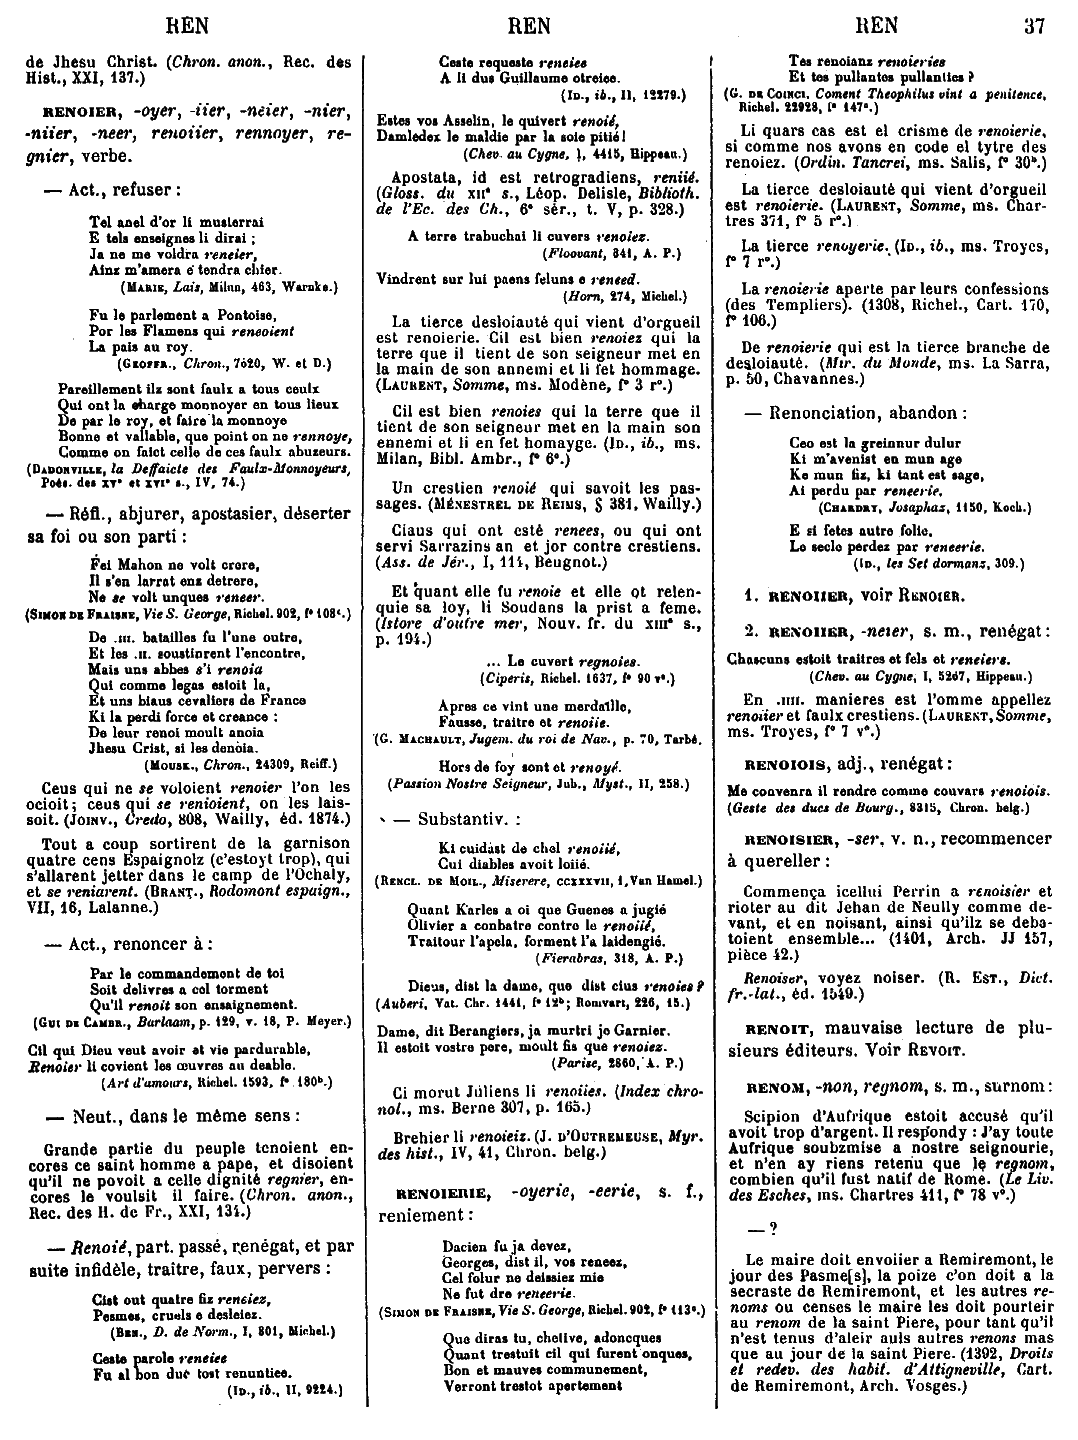 REN
REN
REN 37
de Jhesu Christ. (Chron. anon., Rec. des
Hist., XXI, 137.)
RENOIER, -oyer, -iier, -neier, -nier,
-niier, -neer, renoiier, rennoyer, re-
gnier, verbe.
— Act., refuser :
Tel anel d'or li musterrai
E tels enseignes li dirai ;
Ja ne me voldra reneier,
Ainz m'amera e tendra chier.
(MARIE, Lais, Milun, 463, Warnke.)
Fu le parlement a Pontoise,
Por les Flamens qui reneoient
La pais au roy.
(GEOFFR., Chron., 7620, W. et D.)
Pareillement ilz sont faulx a tous ceulx
Qui ont la charge monnoyer en tous lieux
De par le roy, et faire la monnoye
Bonne et vallable, que point on ne rennoye,
Comme on faict celle de ces faulx abuzeurs.
(DADONVILLE, la Deffaicte des Faulx-Monnoyeurs,
Poés. des XVe et XVIe s., IV, 74.)
— Réfl., abjurer, apostasier, déserter
sa foi ou son parti :
Fei Mahon ne volt crere,
Il s'en larrat enz detrere,
Ne se volt unques reneer.
(SIMON DE FRAISNE, Vie S. George, Richel. 902, fo 108c.)
De .III. batailles fu l'une outre,
Et les .II. soustinrent l'encontre,
Mais uns abbes s'i renoia
Qui comme legas estoit la,
Et uns biaus cevaliers de France
Ki la perdi force et creance :
De leur renoi moult anoia
Jhesu Crist, si les denoia.
(MOUSK., Chron., 24309, Reiff.)
Ceus qui ne se voloient renoier l'on les
ocioit ; ceus qui se renioient, on les lais-
soit. (JOINV., Credo, 808, Wailly, éd. 1874.)
Tout a coup sortirent de la garnison
quatre cens Espaignolz (c'estoyt trop), qui
s'allarent jetter dans le camp de l'Ochaly,
et se reniarent. (BRANT., Rodomont espaign.,
VII, 16, Lalanne.)
— Act., renoncer à :
Par le commandement de toi
Soit delivres a cel torment
Qu'il renoit son ensaignement.
(GUI DE CAMBR., Barlaam, p. 129, v. 18, P. Meyer.)
Cil qui Dieu veut avoir et vie pardurable,
Renoier li covient les œuvres au deable.
(Art d'amours, Richel. 1593, fo 180b.)
— Neut., dans le même sens :
Grande partie du peuple tenoient en-
cores ce saint homme a pape, et disoient
qu'il ne povoit a celle dignité regnier, en-
cores le voulsit il faire. (Chron. anon.,
Rec. des H. de Fr., XXI, 134.)
— Renoié, part. passé, renégat, et par
suite infidèle, traître, faux, pervers :
Cist out quatre fiz reneiez,
Pesmes, cruels e desleiez.
(BEN., D. de Norm., I, 801, Michel.)
Ceste parole reneiee
Fu al bon duc tost renuntiee.
(ID., ib., II, 9224.)
Ceste requeste reneiee
A li dus Guillaume otreiee.
(ID., ib., II, 12279.)
Estes vos Asselin, le quivert renoié,
Damledex le maldie par la soie pitié !
(Chev. au Cygne, I, 4415, Hippeau.)
Apostata, id est retrogradiens, reniié.
(Gloss. du XIIe s., Léop. Delisle, Biblioth.
de l'Ec. des Ch., 6e sér., t. V, p. 328.)
A terre trabuchai li cuvers renoiez.
(Floovant, 841, A. P.)
Vindrent sur lui paens feluns e reneed.
(Horn, 274, Michel.)
La tierce desloiauté qui vient d'orgueil
est renoierie. Cil est bien renoiez qui la
terre que il tient de son seigneur met en
la main de son annemi et li fet hommage.
(LAURENT, Somme, ms. Modène, fo 3 ro.)
Cil est bien renoies qui la terre que il
tient de son seigneur met en la main son
ennemi et li en fet homayge. (ID., ib., ms.
Milan, Bibl. Ambr., fo 6e.)
Un crestien renoié qui savoit les pas-
sages. (MÉNESTREL DE REIMS, § 381, Wailly.)
Ciaus qui ont esté renees, ou qui ont
servi Sarrazins an et jor contre crestiens.
(Ass. de Jér., I, 114, Beugnot.)
Et quant elle fu renoie et elle ot relen-
quie sa loy, li Soudans la prist a feme.
(Istore d'outre mer, Nouv. fr. du XIIIe s.,
p. 194.)
... Le cuvert regnoies.
(Ciperis, Richel. 1637, fo 90 vo.)
Apres ce vint une merdaille,
Fausse, traitre et renoiie.
(G. MACHAULT, Jugem. du roi de Nav., p. 70, Tarbé.
Hors de foy sont et renoyé.
(Passion Nostre Seigneur, Jub., Myst., II, 258.)
— Substantiv. :
Ki cuidast de chel renoiié,
Cui diables avoit loiié.
(RENCL. DE MOIL., Miserere, CCXXXVII, 1, Van Hamel.)
Quant Karles a oi que Guenes a jugié
Olivier a conbatre contre le renoiié,
Traitour l'apela, forment l'a laidengié.
(Fierabras, 318, A. P.)
Dieus, dist la dame, que dist cius renoies ?
(Auberi, Vat. Chr. 1441, fo 12b; Romvart, 226, 15.)
Dame, dit Berangiers, ja murtri je Garnier.
Il estoit vostre pere, moult fis que renoiez.
(Parise, 2860, A. P.)
Ci morut Juliens li renoiies. (Index chro-
nol., ms. Berne 307, p. 165.)
Brehier li renoieiz. (J. D'OUTREMEUSE, Myr.
des hist., IV, 41, Chron. belg.)
RENOIERIE, -oyerie, -eerie, s. f.,
reniement :
Dacien fu ja devez,
Georges, dist il, vos reneez,
Cel folur ne deissiez mie
Ne fut dre reneerie.
(SIMON DE FRAISNE, Vie S. George, Richel. 902, fo 113e.)
Que diras tu, chetive, adoncques
Quant trestuit cil qui furent onques,
Bon et mauves communement,
Verront trestot apertement
Tes renoianz renoieries
Et tes pullantes pullanties ?
(G. DE COINCI, Coment Theophilus vint a penitence,
Richel. 22928, fo 147e.)
Li quars cas est el crisme de renoierie,
si comme nos avons en code el tytre des
renoiez. (Ordin. Tancrei, ms. Salis, fo 30b.)
La tierce desloiauté qui vient d'orgueil
est renoierie. (LAURENT, Somme, ms. Char-
tres 371, fo 5 ro.)
La tierce renoyerie. (ID., ib., ms. Troyes,
fo 7 ro.)
La renoierie aperte par leurs confessions
(des Templiers). (1308, Richel., Cart. 170,
fo 106.)
De renoierie qui est la tierce branche de
desloiauté. (Mir. du Monde, ms. La Sarra,
p. 50, Chavannes.)
— Renonciation, abandon :
Ceo est la greinnur dulur
Ki m'avenist en mun age
Ke mun fiz, ki tant est sage,
Ai perdu par reneerie.
(CHARDRY, Josaphaz, 1150, Koch.)
E si fetes autre folie,
Le secle perdez par reneerie.
(ID., les Set dormanz, 309.)
1. RENOIIER, voir RENOIER.
2. RENOIIER, -neier, s. m., renégat :
Chascuns estoit traitres et fels et reneiers.
(Chev. au Cygne, I, 5267, Hippeau.)
En .IIII. manieres est l'omme appellez
renoiier et faulx crestiens. (LAURENT, Somme,
ms. Troyes, fo 7 vo.)
RENOIOIS, adj., renégat :
Me convenra il rendre comme couvars renoiois.
(Geste des ducs de Bourg., 8315, Chron. belg.)
RENOISIER, -ser, v. n., recommencer
à quereller :
Commença icellui Perrin a renoisier et
rioter au dit Jehan de Neully comme de-
vant, et en noisant, ainsi qu'ilz se deba-
toient ensemble... (1401, Arch. JJ 157,
pièce 42.)
Renoiser, voyez noiser. (R. EST., Dict.
fr.-lat., éd. 1549.)
RENOIT, mauvaise lecture de plu-
sieurs éditeurs. Voir REVOIT.
RENOM, -non, regnom, s. m., surnom :
Scipion d'Aufrique estoit accusé qu'il
avoit trop d'argent. Il respondy : J'ay toute
Aufrique soubzmise a nostre seignourie,
et n'en ay riens retenu que le regnom,
combien qu'il fust natif de Rome. (Le Liv.
des Esches, ms. Chartres 411, fo 78 vo.)
— ?
Le maire doit envoiier a Remiremont, le
jour des Pasme[s], la poize c'on doit a la
secraste de Remiremont, et les autres re-
noms ou censes le maire les doit pourteir
au renom de la saint Piere, pour tant qu'il
n'est tenus d'aleir auls autres renons mas
que au jour de la saint Piere. (1392, Droits
et redev. des habit. d'Attigneville, Cart.
de Remiremont, Arch. Vosges.)